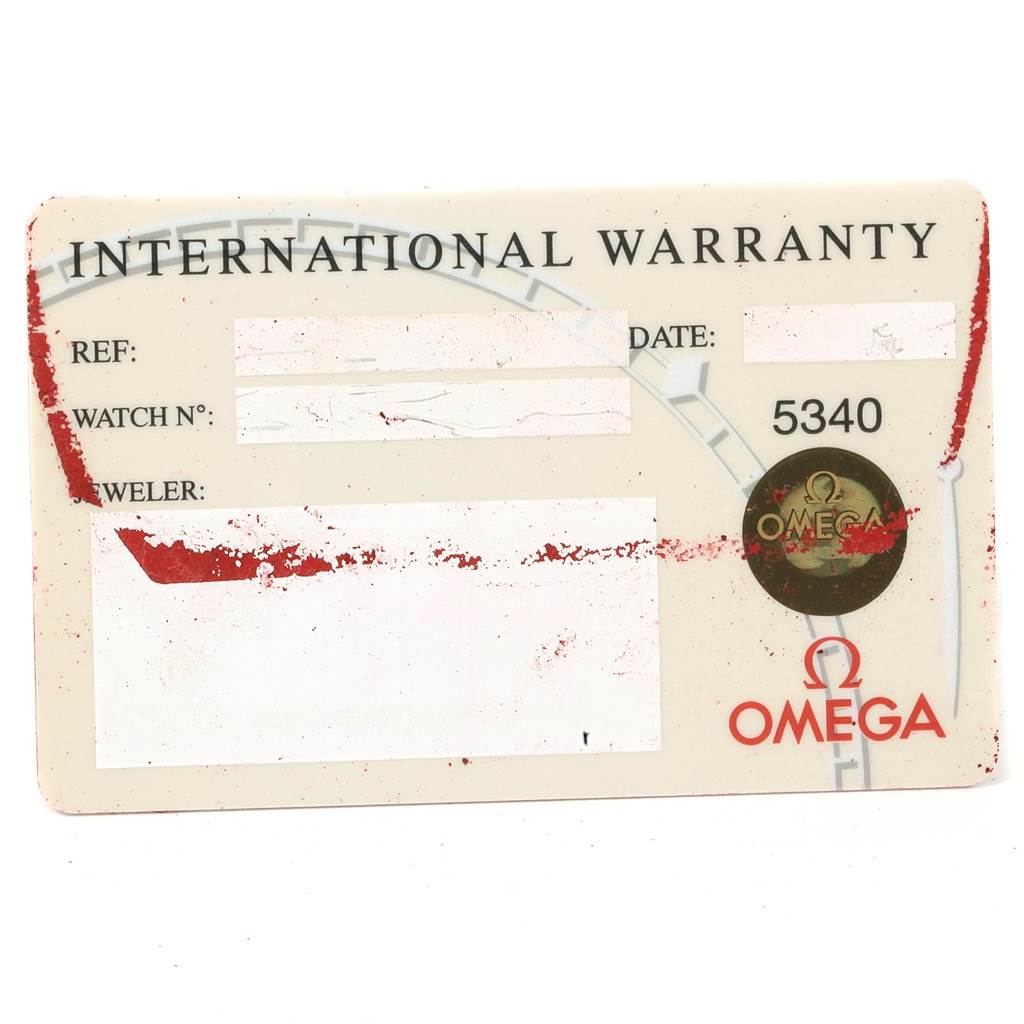 INTERNATIONAL WARRANTY
REF:
DATE:
WATCH N°:
5340
JEWELER:
Ω
OMEGA
Ω
OMEGA